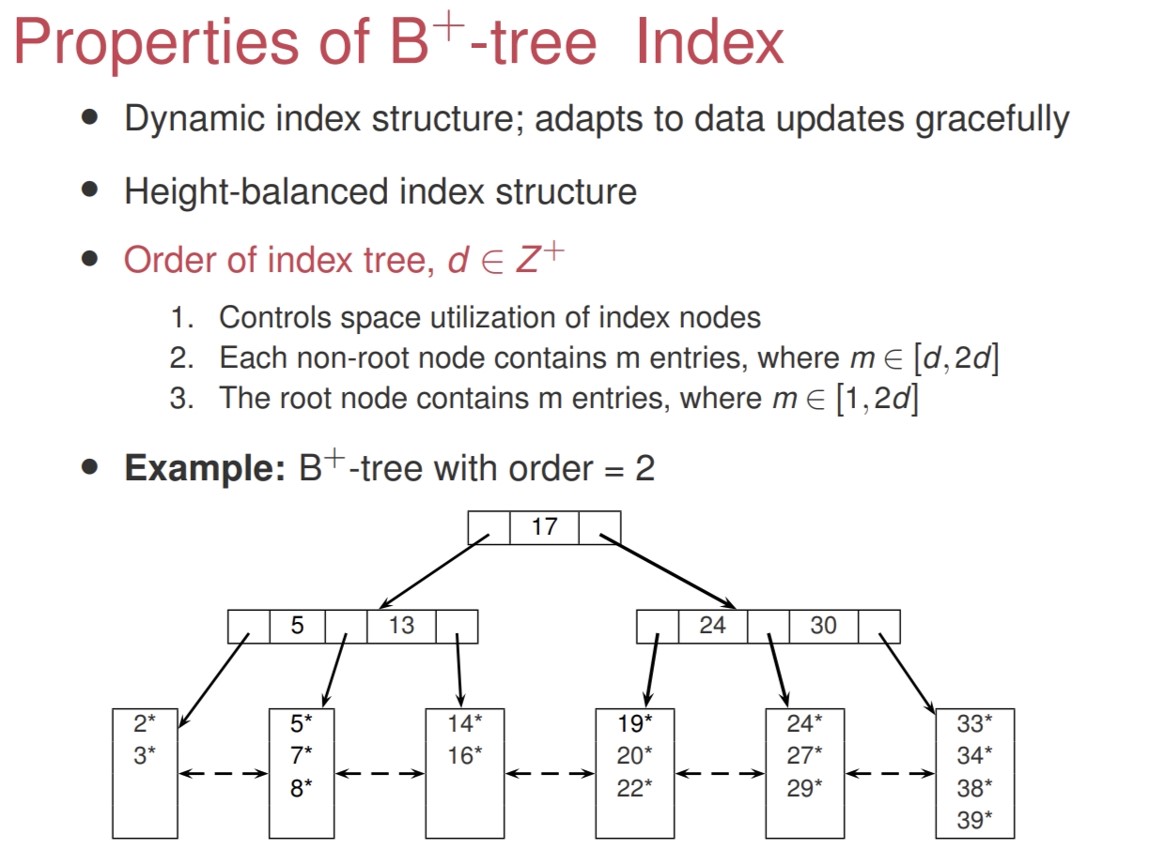 Properties of B+-tree Index
• Dynamic index structure; adapts to data updates gracefully
• Height-balanced index structure
• Order of index tree, d ∈ Z+
1. Controls space utilization of index nodes
2. Each non-root node contains m entries, where m ∈ [d,2d]
3. The root node contains m entries, where m ∈ [1,2d]
• Example: B+-tree with order = 2
17
5 13 24 30
2* 5* 14* 19* 24* 33*
3* 7* 16* 20* 27* 34*
8* 22* 29* 38*
39*